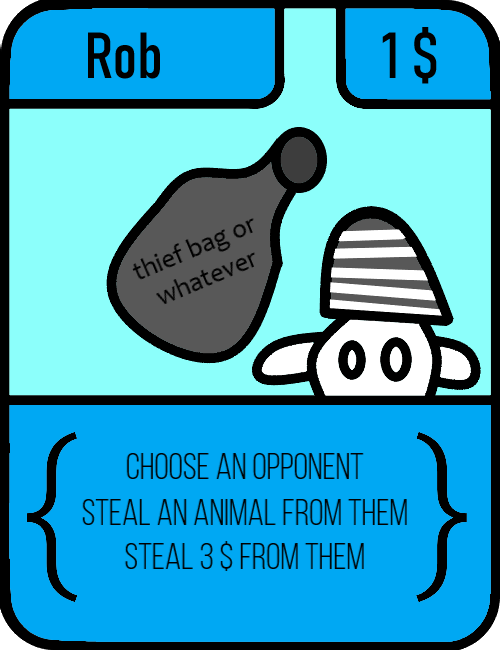 Rob
1 $
thief bag or
whatever
CHOOSE AN OPPONENT
STEAL AN ANIMAL FROM THEM
STEAL 3 $ FROM THEM